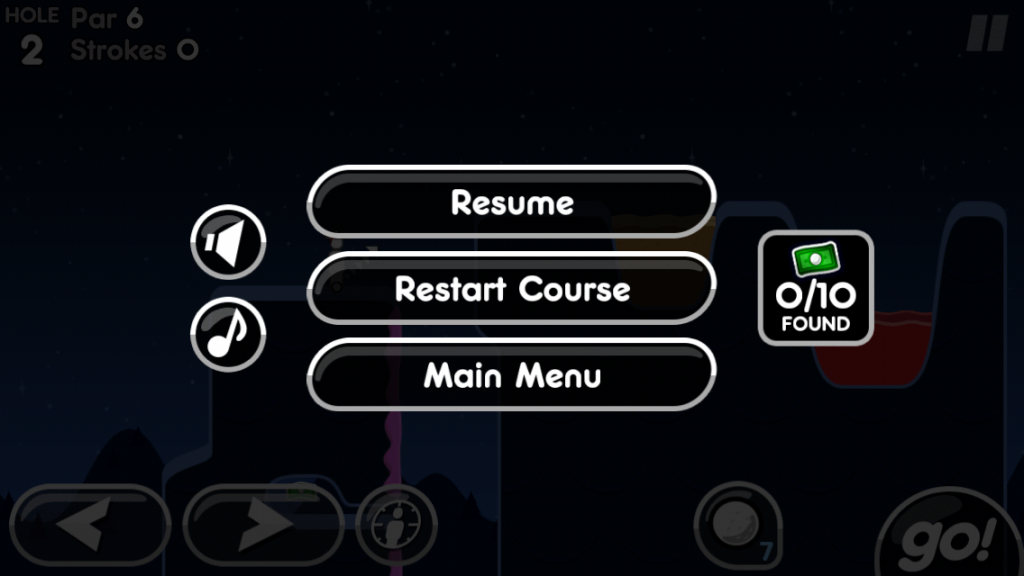 HOLE Par 6
2 Strokes 0
Resume
Restart Course
0/10
FOUND
Main Menu
7
go!